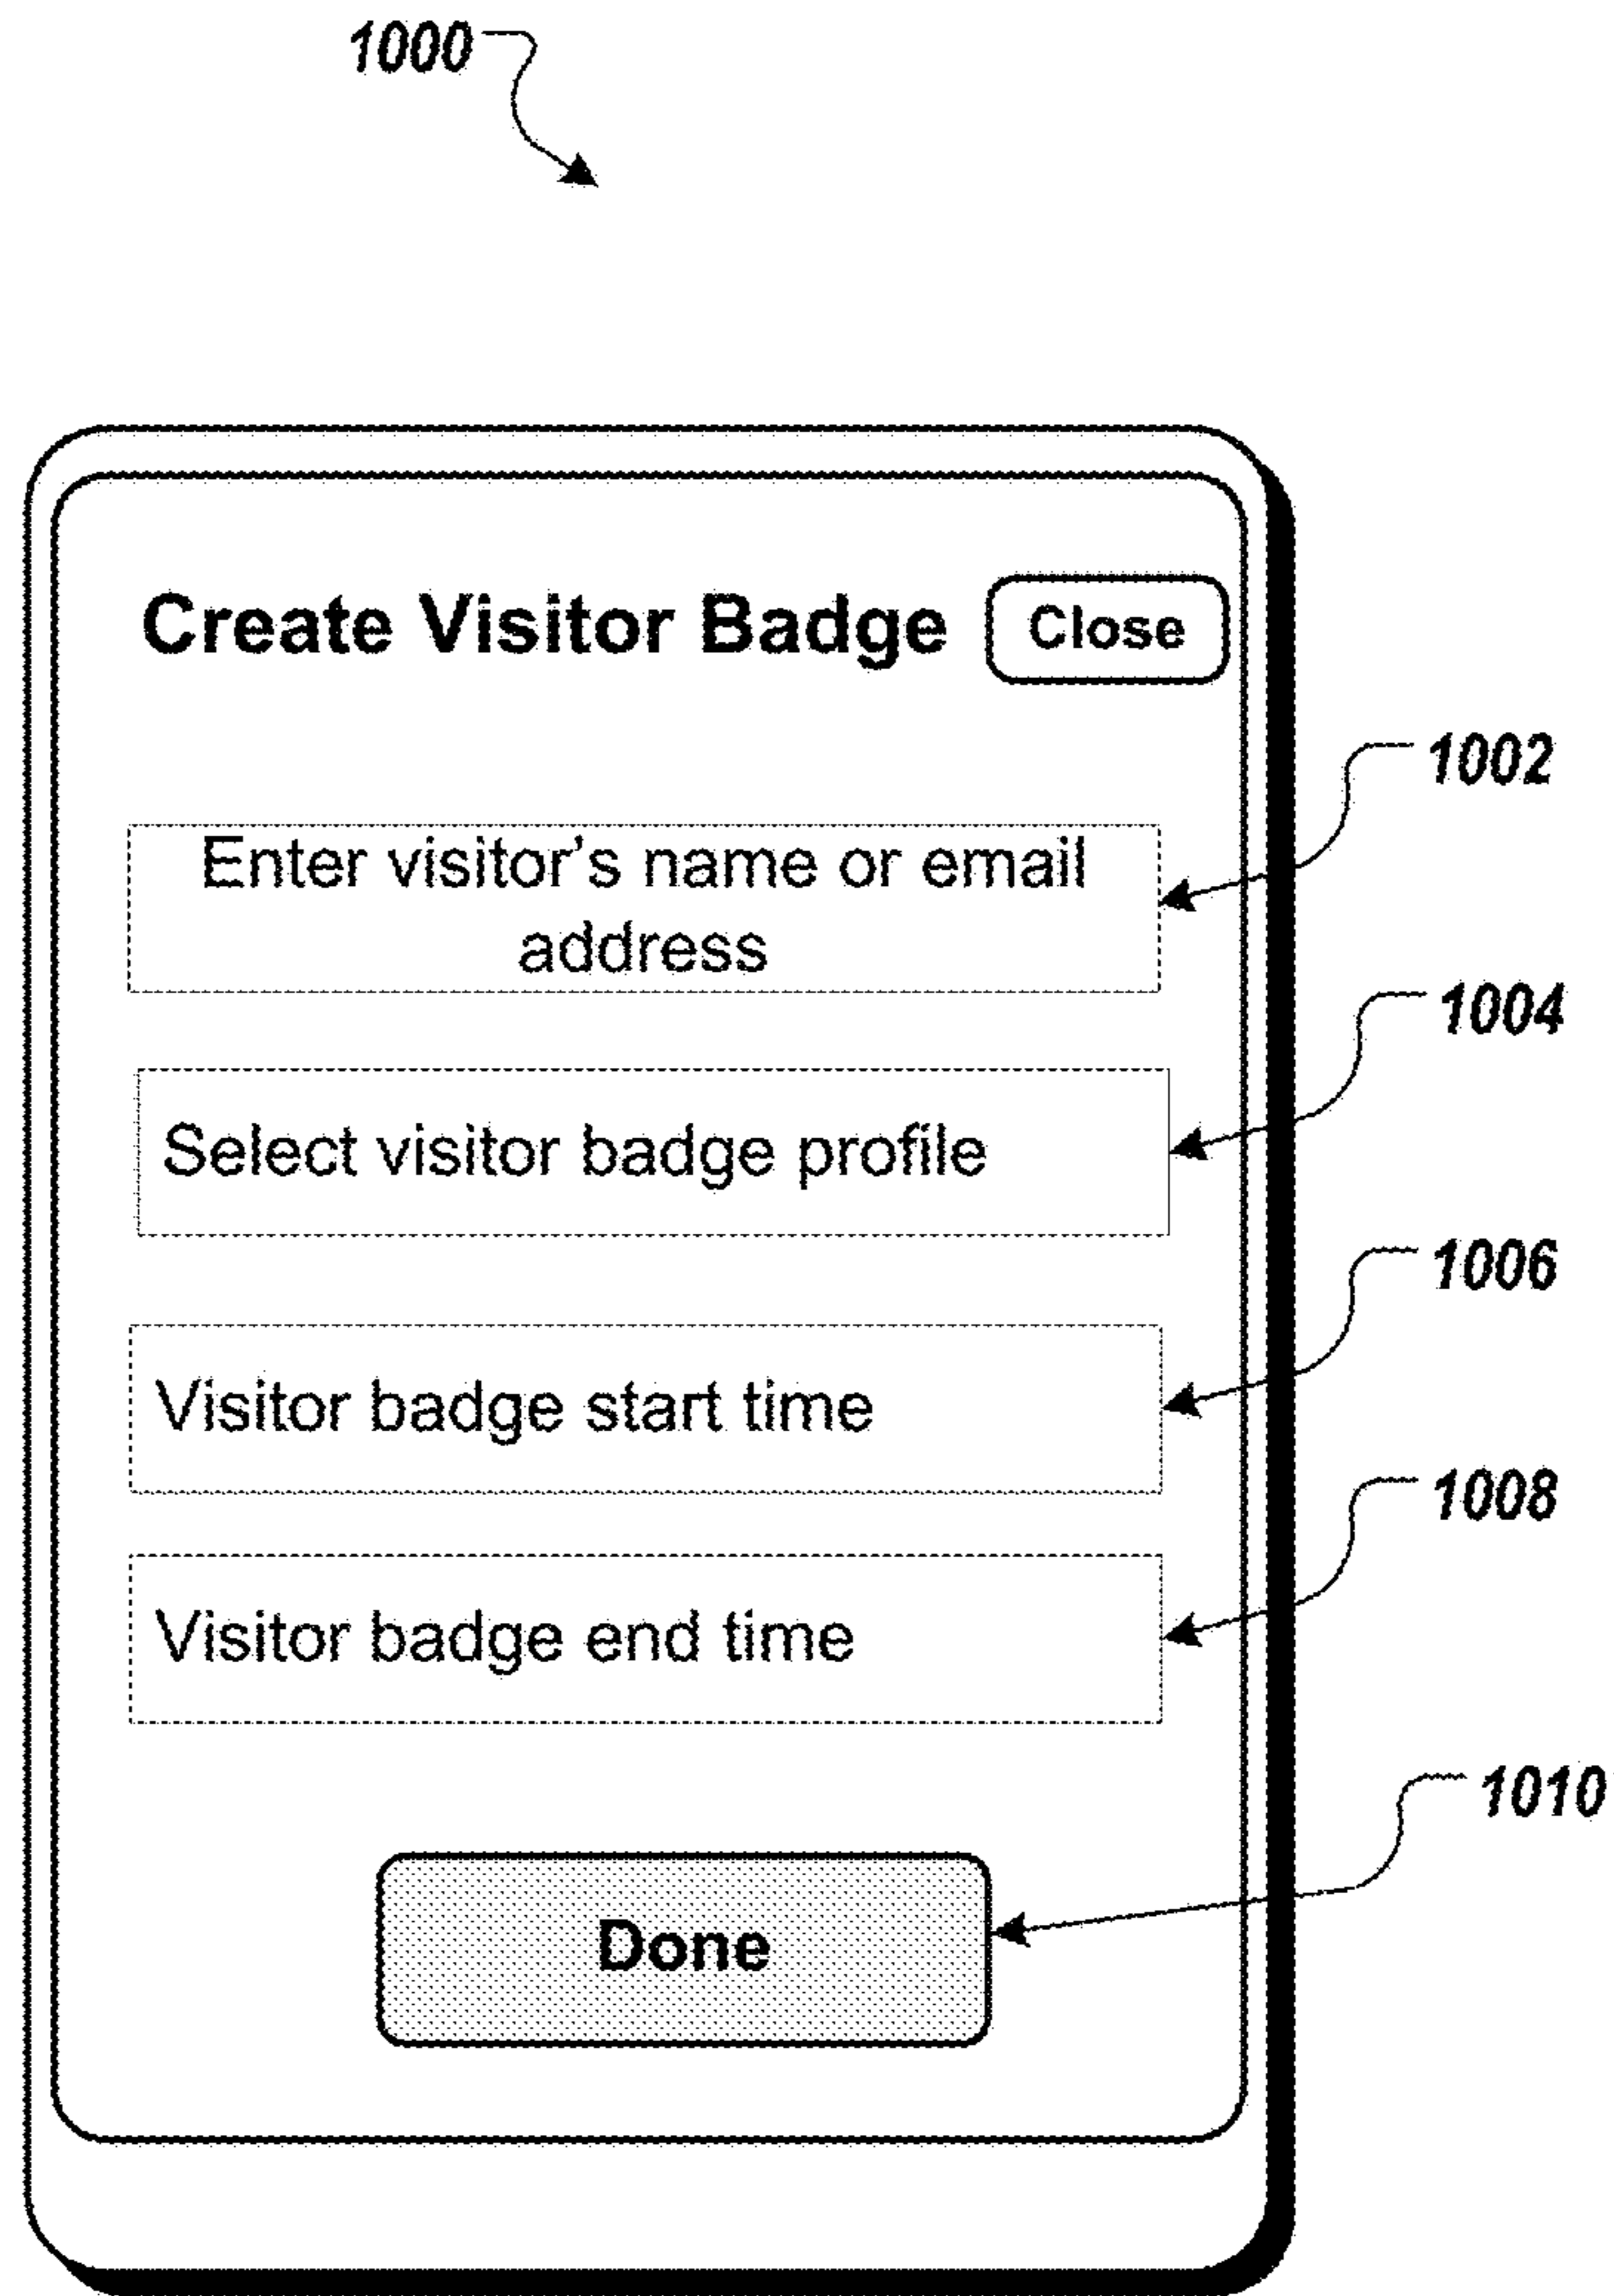 1000
Create Visitor Badge
Close
1002
Enter visitor's name or email
address
1004
Select visitor badge profile
1006
Visitor badge start time
1008
Visitor badge end time
1010
Done